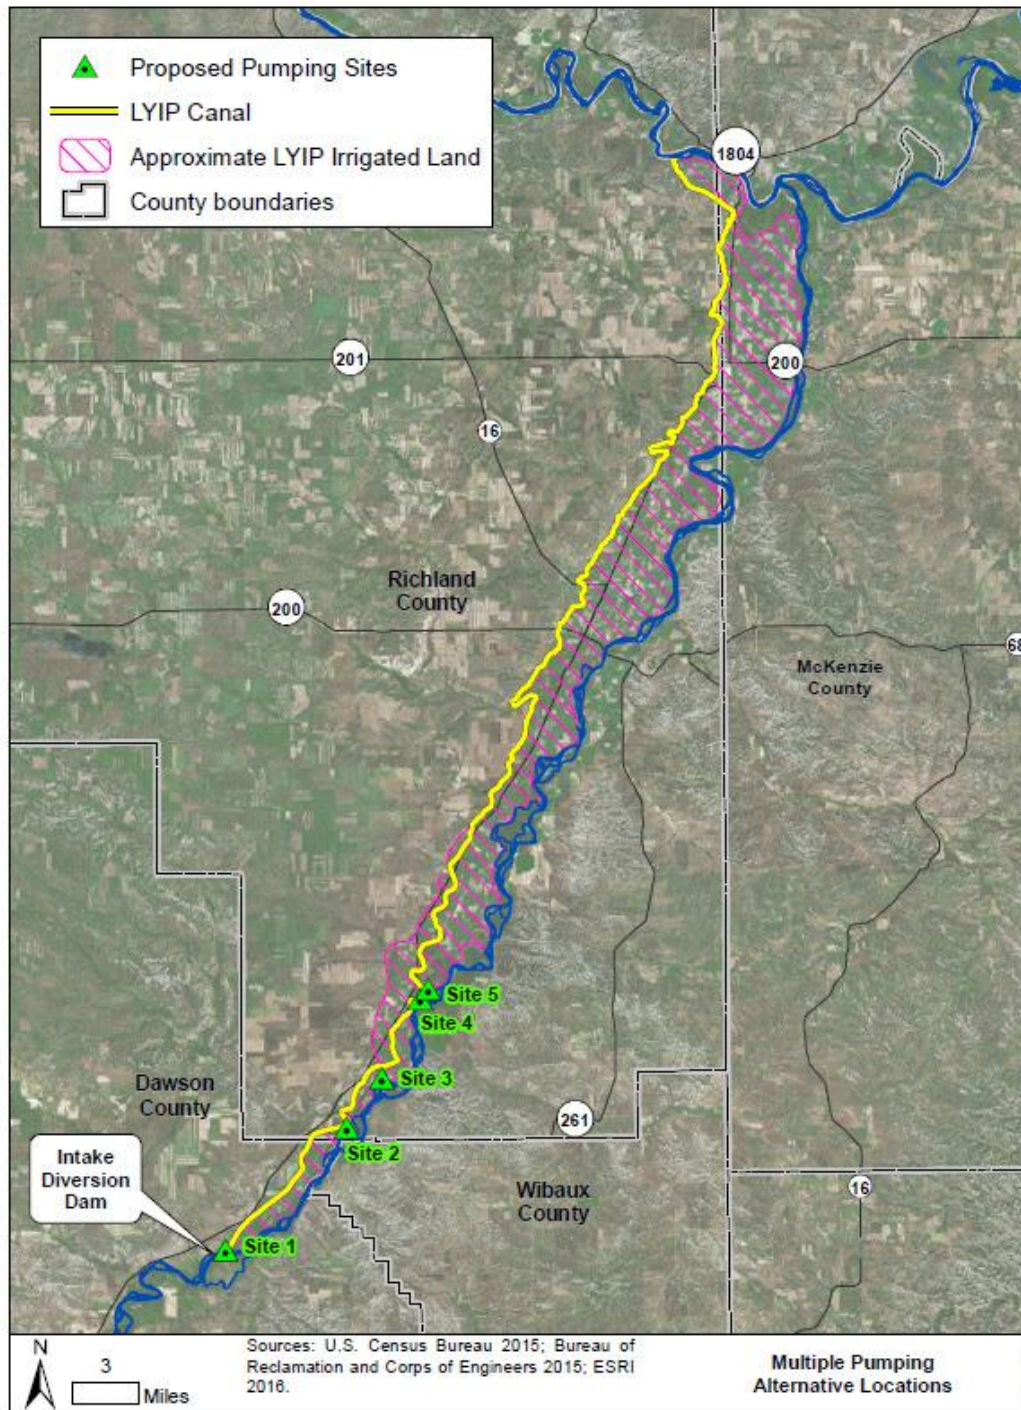 Proposed Pumping Sites
LYIP Canal
Approximate LYIP Irrigated Land
County boundaries
1804
201
200
16
Richland
County
200
68
McKenzie
County
Site 5
Site 4
Site 3
Dawson
County
261
Site 2
Intake
Diversion
Dam
Wibaux
County
16
Site 1
N
3
Miles
Sources: U.S. Census Bureau 2015; Bureau of
Reclamation and Corps of Engineers 2015; ESRI
2016.
Multiple Pumping
Alternative Locations